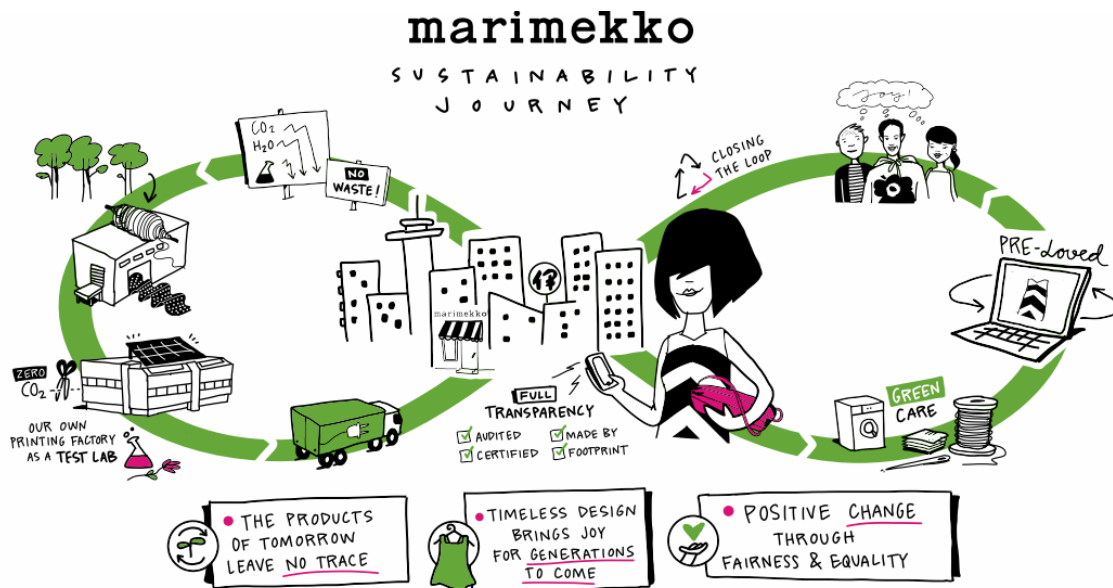 marimekko
SUSTAINABILITY
JOURNEY
CO2
H2O
NO
WASTE!
CLOSING
THE LOOP
joy!
PRE-Loved
marimekko
ZERO
CO2
OUR OWN
PRINTING FACTORY
AS A TEST LAB
FULL
TRANSPARENCY
AUDITED
MADE BY
CERTIFIED
FOOTPRINT
GREEN
CARE
• THE PRODUCTS
OF TOMORROW
LEAVE NO TRACE
• TIMELESS DESIGN
BRINGS JOY
FOR GENERATIONS
TO COME
• POSITIVE CHANGE
THROUGH
FAIRNESS & EQUALITY